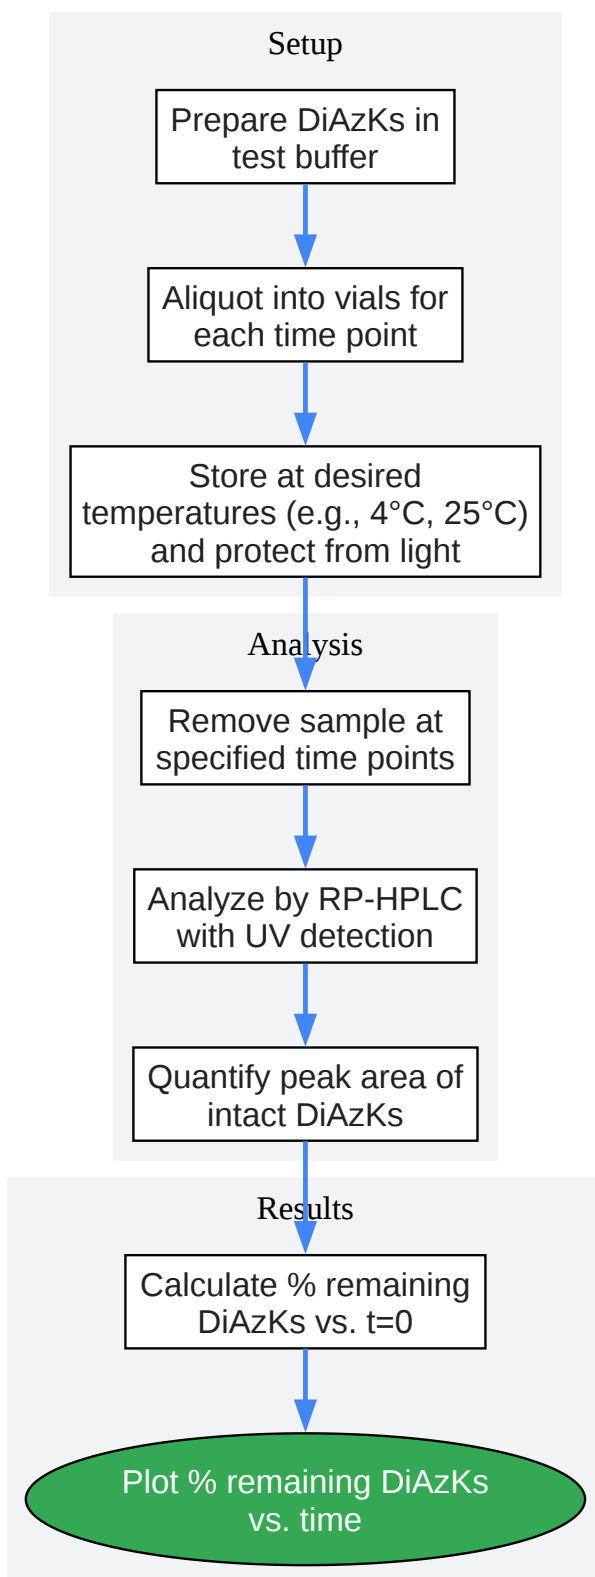 Setup
Prepare DiAzKs in
test buffer
Aliquot into vials for
each time point
Store at desired
temperatures (e.g., 4°C, 25°C)
and protect from light
Analysis
Remove sample at
specified time points
Analyze by RP-HPLC
with UV detection
Quantify peak area of
intact DiAzKs
Results
Calculate % remaining
DiAzKs vs. t=0
Plot % remaining DiAzKs
vs. time